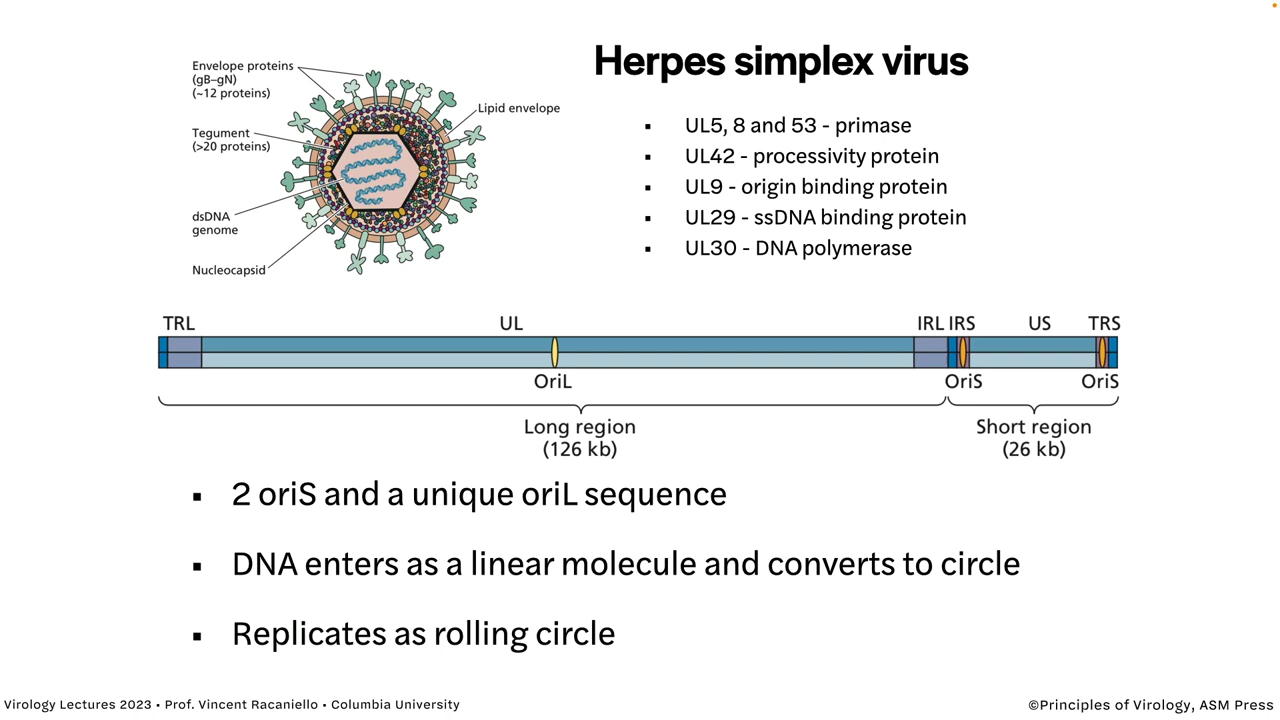 Herpes simplex virus
Envelope proteins
(gB–gN)
(~12 proteins)
Lipid envelope
Tegument
(>20 proteins)
dsDNA
genome
Nucleocapsid
▪ UL5, 8 and 53 - primase
▪ UL42 - processivity protein
▪ UL9 - origin binding protein
▪ UL29 - ssDNA binding protein
▪ UL30 - DNA polymerase
TRL UL IRL IRS US TRS
OriL OriS OriS
Long region
(126 kb)
Short region
(26 kb)
▪ 2 oriS and a unique oriL sequence
▪ DNA enters as a linear molecule and converts to circle
▪ Replicates as rolling circle
Virology Lectures 2023 • Prof. Vincent Racaniello • Columbia University
©Principles of Virology, ASM Press